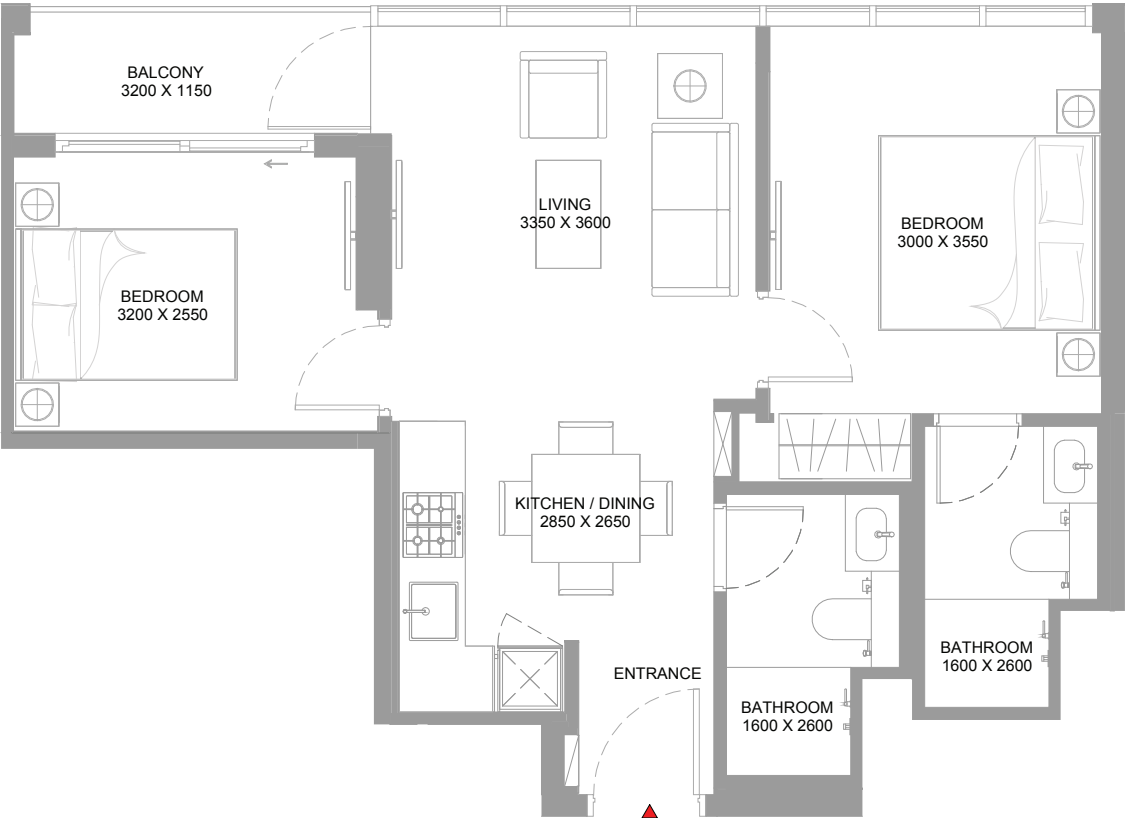 BALCONY
3200 X 1150
LIVING
3350 X 3600
BEDROOM
3000 X 3550
BEDROOM
3200 X 2550
KITCHEN / DINING
2850 X 2650
ENTRANCE
BATHROOM
1600 X 2600
BATHROOM
1600 X 2600